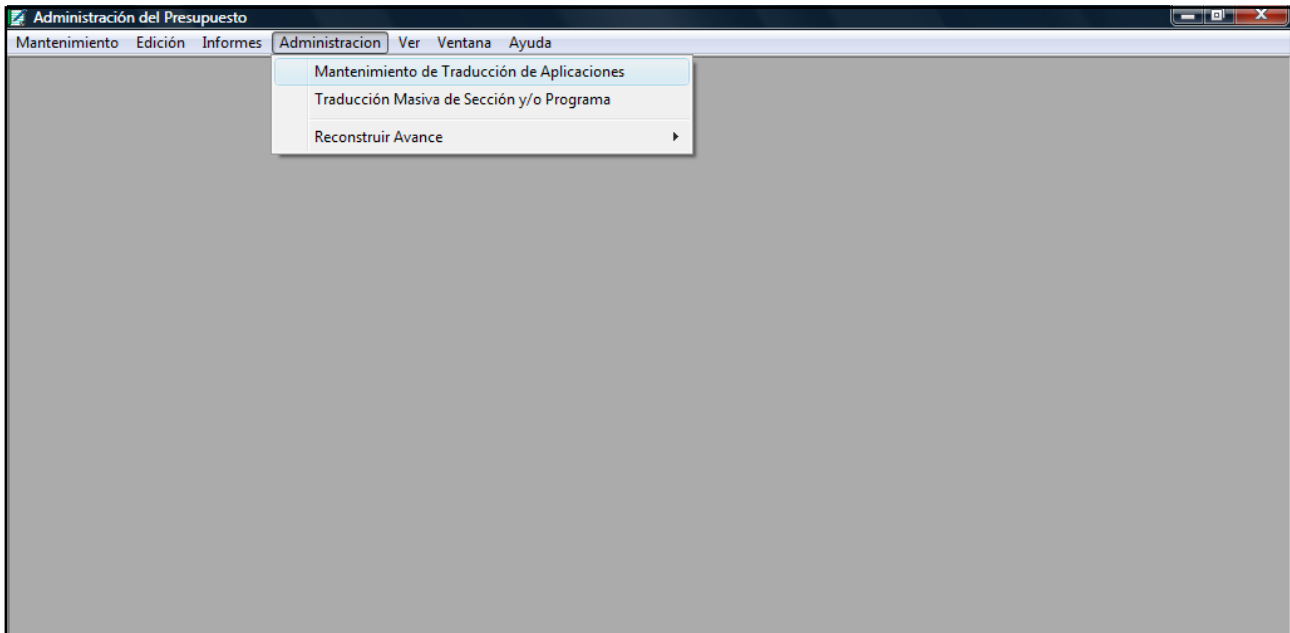 Administración del Presupuesto
Mantenimiento Edición Informes Administracion Ver Ventana Ayuda
Mantenimiento de Traducción de Aplicaciones
Traducción Masiva de Sección y/o Programa
Reconstruir Avance